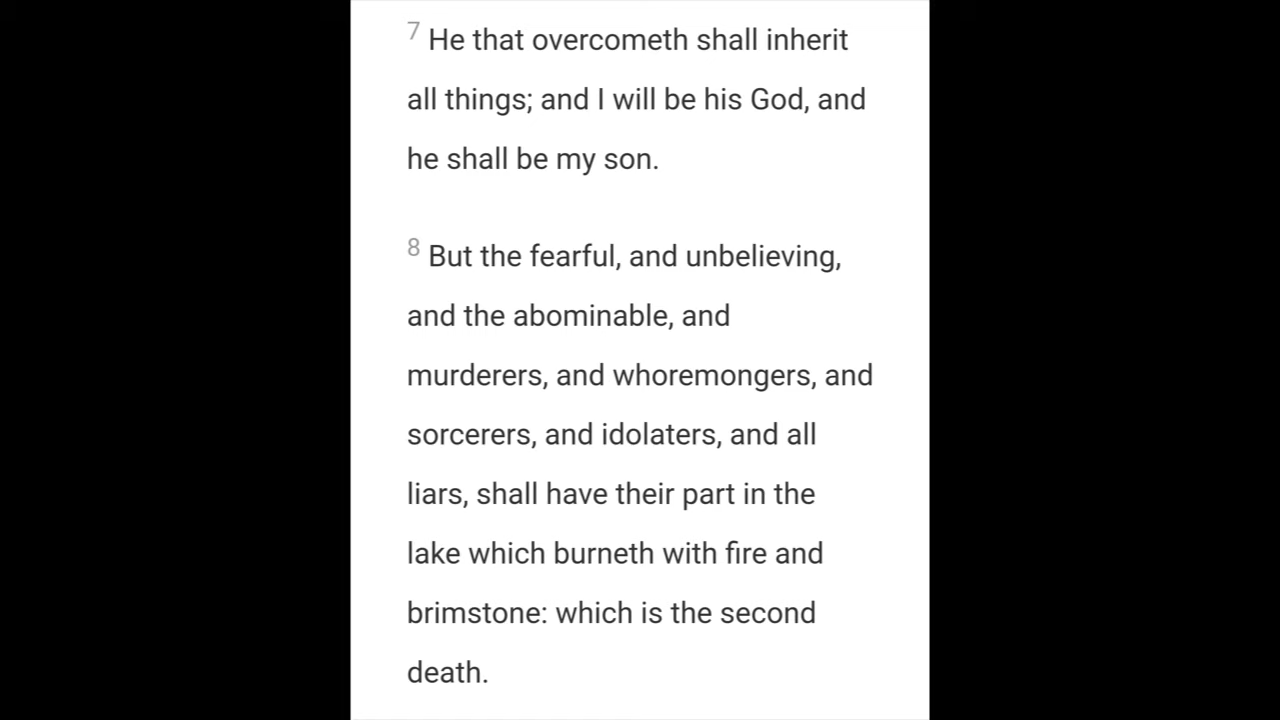 7 He that overcometh shall inherit
all things; and I will be his God, and
he shall be my son.
8 But the fearful, and unbelieving,
and the abominable, and
murderers, and whoremongers, and
sorcerers, and idolaters, and all
liars, shall have their part in the
lake which burneth with fire and
brimstone: which is the second
death.